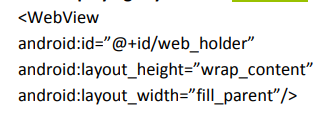 <WebView
android:id=”@+id/web_holder”
android:layout_height=”wrap_content”
android:layout_width=”fill_parent”/>